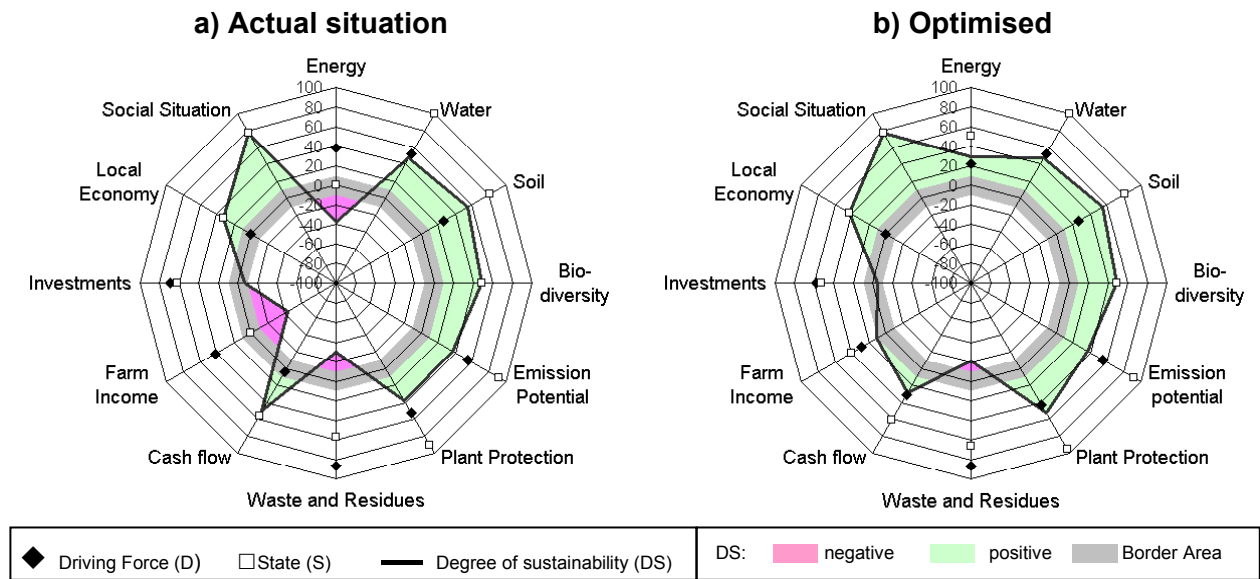 a) Actual situation
Energy
Social Situation
Water
Local
Economy
Soil
Investments
Bio-
diversity
Farm
Income
Emission
Potential
Cash flow
Plant Protection
Waste and Residues
100
80
60
40
20
0
-20
-40
-60
-80
-100
b) Optimised
Energy
Social Situation
Water
Local
Economy
Soil
Investments
Bio-
diversity
Farm
Income
Emission
potential
Cash flow
Plant Protection
Waste and Residues
100
80
60
40
20
0
-20
-40
-60
-80
-100
Driving Force (D) State (S) Degree of sustainability (DS)
DS: negative positive Border Area